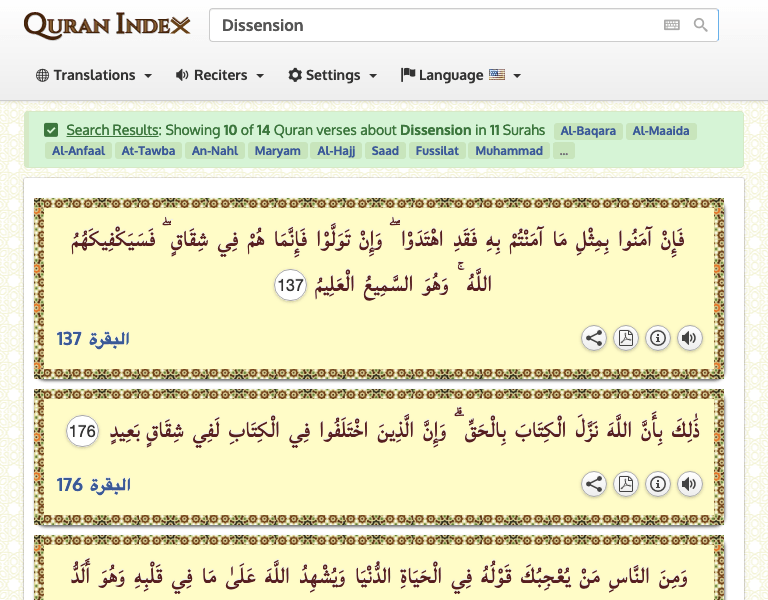 QURAN INDEX
Dissension
Translations Reciters Settings Language
Search Results: Showing 10 of 14 Quran verses about Dissension in 11 Surahs Al-Baqara Al-Maaida
Al-Anfaal At-Tawba An-Nahl Maryam Al-Hajj Saad Fussilat Muhammad ...
فَإِنْ آمَنُوا بِمِثْلِ مَا آمَنْتُمْ بِهِ فَقَدِ اهْتَدَوْا ۖ وَإِنْ تَوَلَّوْا فَإِنَّمَا هُمْ فِي شِقَاقٍ ۖ فَسَيَكْفِيكَهُمُ
اللَّهُ ۚ وَهُوَ السَّمِيعُ الْعَلِيمُ 137
البقرة 137
ذَٰلِكَ بِأَنَّ اللَّهَ نَزَّلَ الْكِتَابَ بِالْحَقِّ ۗ وَإِنَّ الَّذِينَ اخْتَلَفُوا فِي الْكِتَابِ لَفِي شِقَاقٍ بَعِيدٍ 176
البقرة 176
وَمِنَ النَّاسِ مَنْ يُعْجِبُكَ قَوْلُهُ فِي الْحَيَاةِ الدُّنْيَا وَيُشْهِدُ اللَّهَ عَلَىٰ مَا فِي قَلْبِهِ وَهُوَ أَلَدُّ